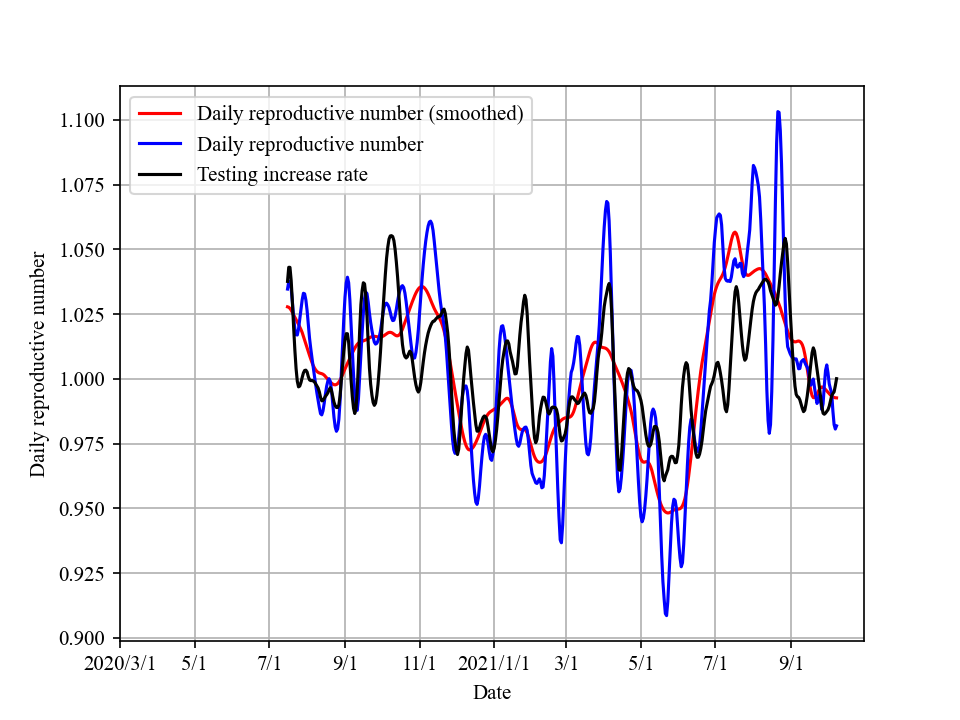 Daily reproductive number (smoothed)
Daily reproductive number
Testing increase rate
Daily reproductive number
1.100
1.075
1.050
1.025
1.000
0.975
0.950
0.925
0.900
2020/3/1 5/1 7/1 9/1 11/1 2021/1/1 3/1 5/1 7/1 9/1
Date